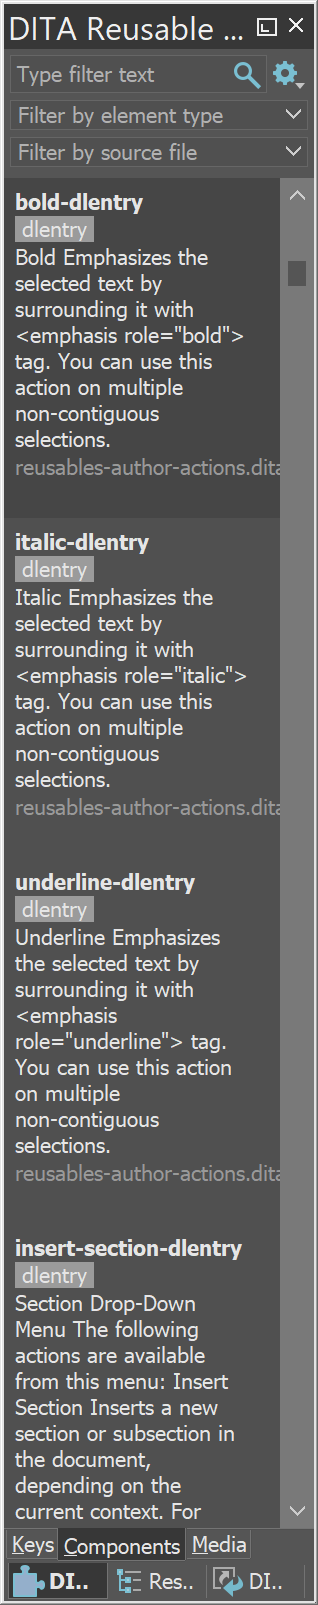 DITA Reusable ...
Type filter text
Filter by element type
Filter by source file
bold-dlentry
dlentry
Bold Emphasizes the
selected text by
surrounding it with
<emphasis role="bold">
tag. You can use this
action on multiple
non-contiguous
selections.
reusables-author-actions.dita
italic-dlentry
dlentry
Italic Emphasizes the
selected text by
surrounding it with
<emphasis role="italic">
tag. You can use this
action on multiple
non-contiguous
selections.
reusables-author-actions.dita
underline-dlentry
dlentry
Underline Emphasizes
the selected text by
surrounding it with
<emphasis
role="underline"> tag.
You can use this action
on multiple
non-contiguous
selections.
reusables-author-actions.dita
insert-section-dlentry
dlentry
Section Drop-Down
Menu The following
actions are available
from this menu: Insert
Section Inserts a new
section or subsection in
the document,
depending on the
current context. For
Keys Components Media
DI.. Res.. DI..